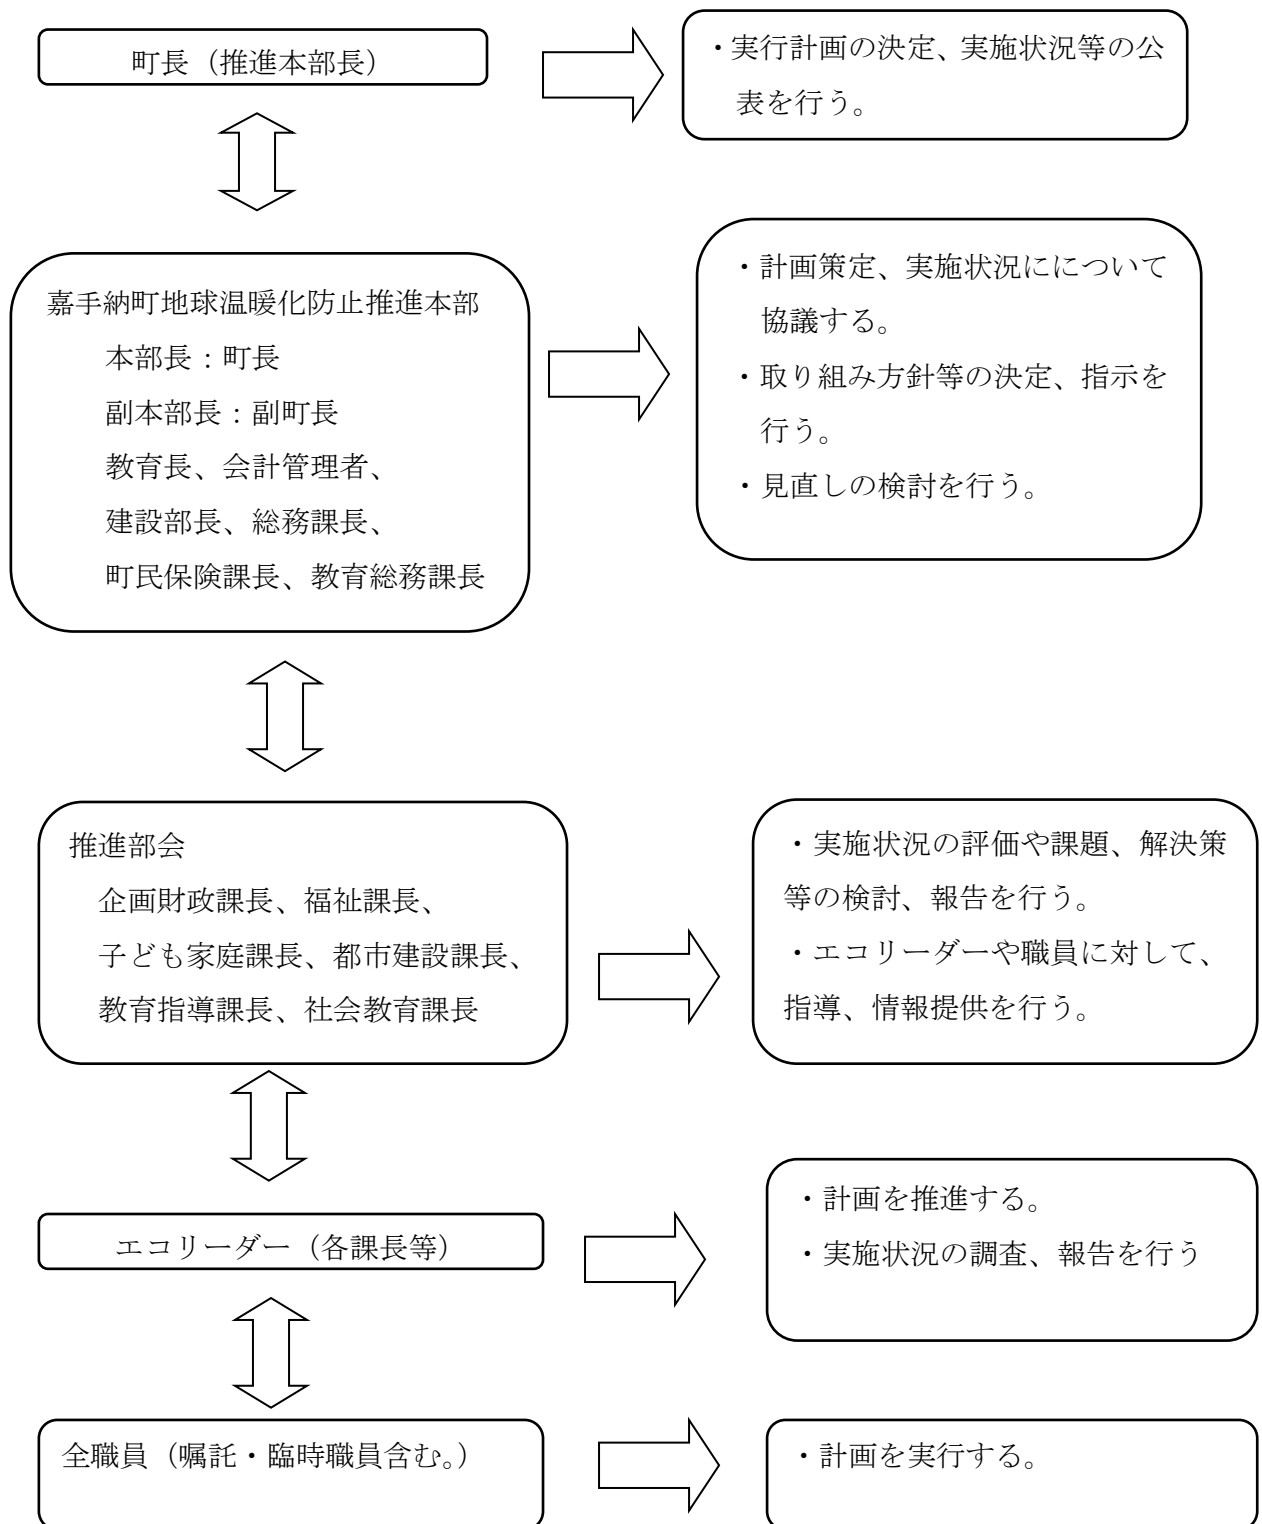 町長（推進本部長）
・実行計画の決定、実施状況等の公
表を行う。
嘉手納町地球温暖化防止推進本部
本部長：町長
副本部長：副町長
教育長、会計管理者、
建設部長、総務課長、
町民保険課長、教育総務課長
・計画策定、実施状況にについて
協議する。
・取り組み方針等の決定、指示を
行う。
・見直しの検討を行う。
推進部会
企画財政課長、福祉課長、
子ども家庭課長、都市建設課長、
教育指導課長、社会教育課長
・実施状況の評価や課題、解決策
等の検討、報告を行う。
・エコリーダーや職員に対して、
指導、情報提供を行う。
エコリーダー（各課長等）
・計画を推進する。
・実施状況の調査、報告を行う
全職員（嘱託・臨時職員含む。）
・計画を実行する。